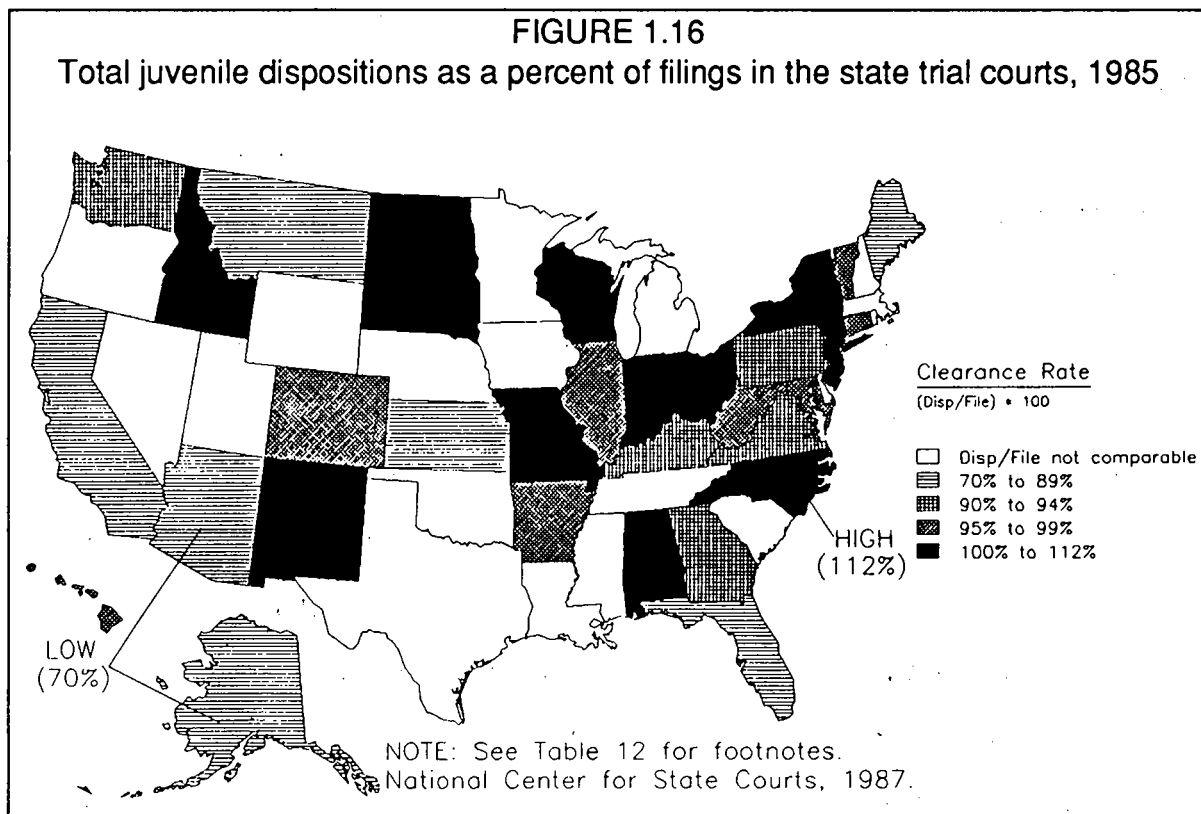 FIGURE 1.16
Total juvenile dispositions as a percent of filings in the state trial courts, 1985
Clearance Rate
(Disp/File) * 100
Disp/File not comparable
70% to 89%
90% to 94%
95% to 99%
100% to 112%
HIGH
(112%)
LOW
(70%)
NOTE: See Table 12 for footnotes.
National Center for State Courts, 1987.